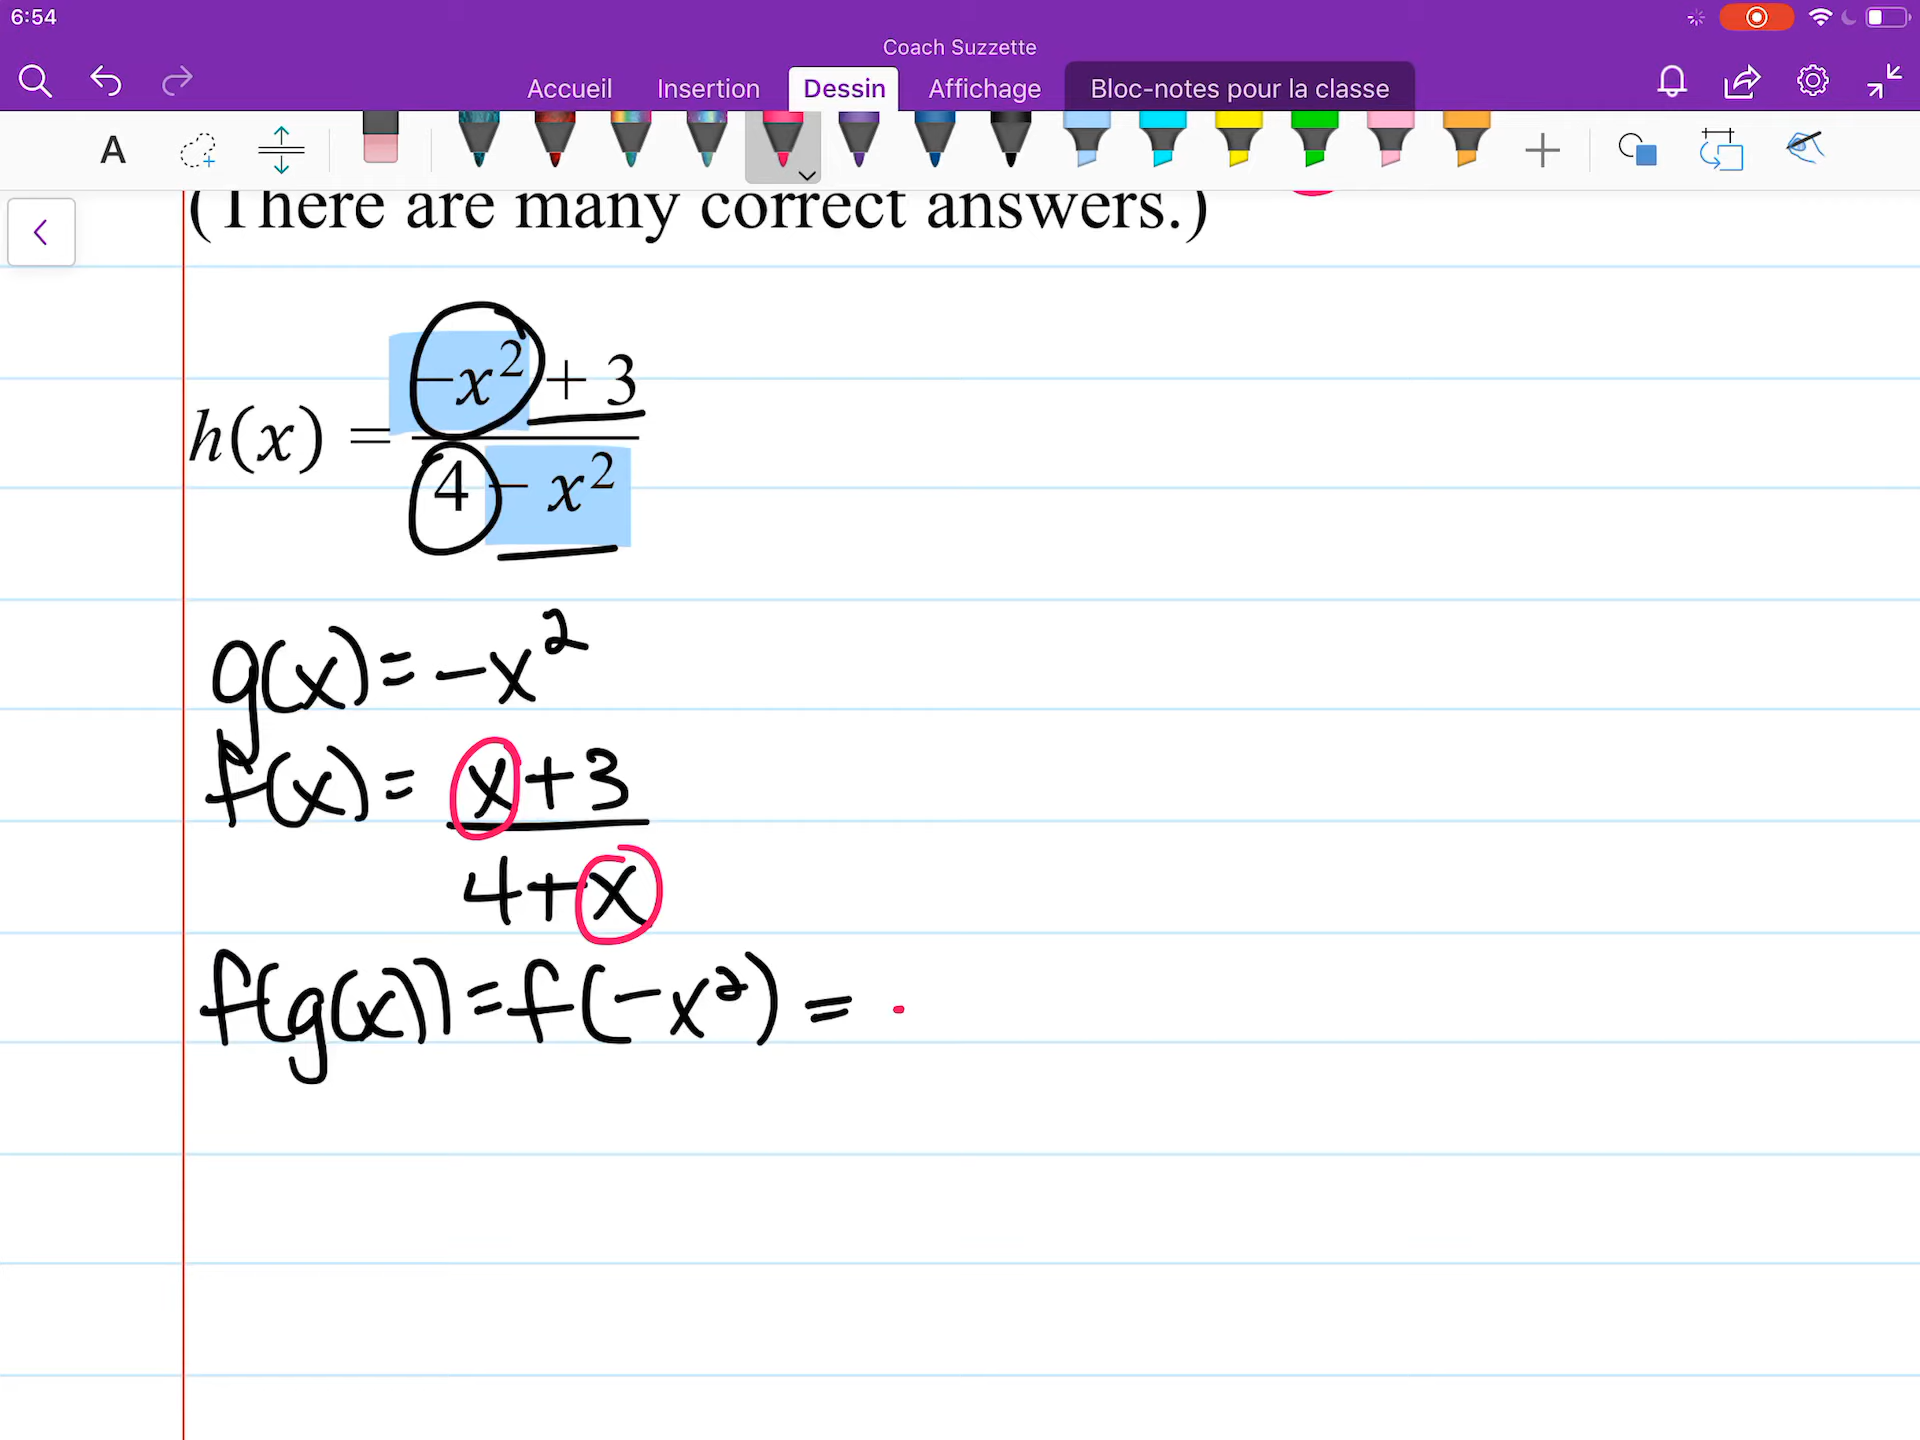 6:54
Coach Suzzette
Accueil Insertion Dessin Affichage Bloc-notes pour la classe
A
(There are many correct answers.)
h(x) = (-x² + 3)/(4 - x²)
g(x) = -x²
f(x) = (x+3)/(4+x)
f(g(x)) = f(-x²) =